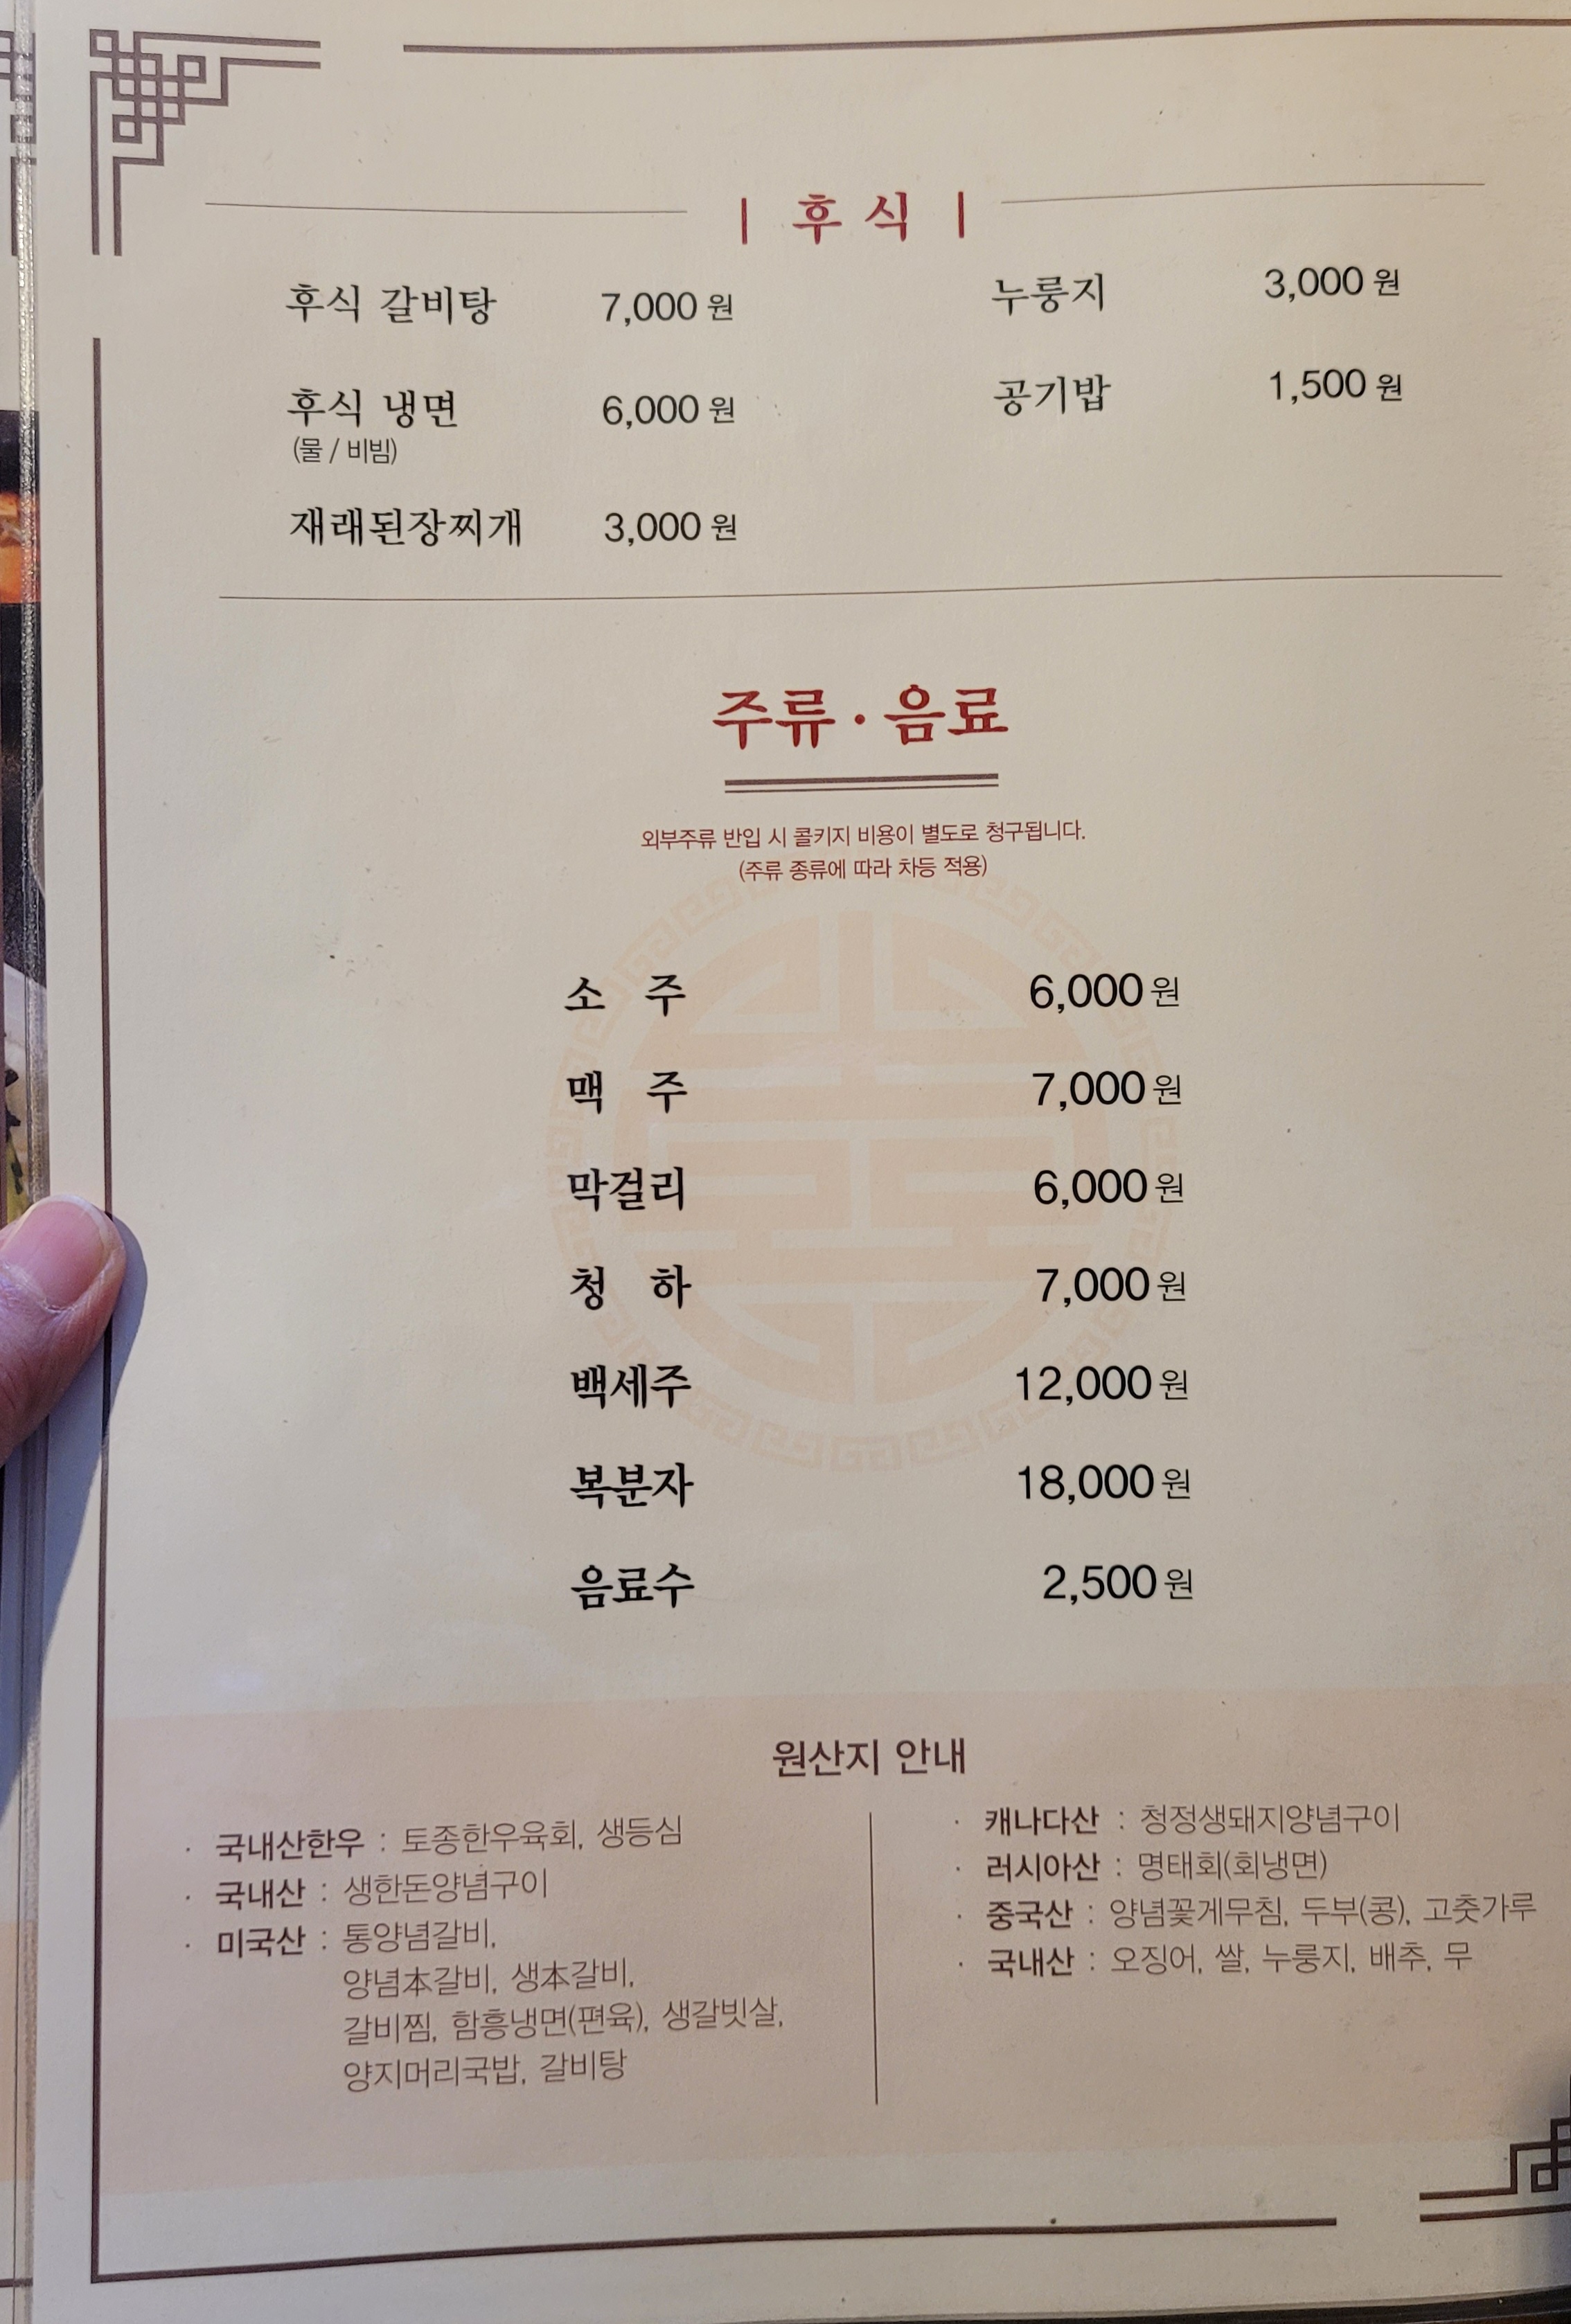 | 후식 |
후식 갈비탕 7,000 원
후식 냉면 6,000 원
(물 / 비빔)
재래된장찌개 3,000 원
누룽지 3,000 원
공기밥 1,500 원
주류 · 음료
외부주류 반입 시 콜키지 비용이 별도로 청구됩니다.
(주류 종류에 따라 차등 적용)
소 주 6,000 원
맥 주 7,000 원
막걸리 6,000 원
청 하 7,000 원
백세주 12,000 원
복분자 18,000 원
음료수 2,500 원
원산지 안내
· 국내산한우 : 토종한우육회, 생등심
· 국내산 : 생한돈양념구이
· 미국산 : 통양념갈비,
양념本갈비, 생本갈비,
갈비찜, 함흥냉면(편육), 생갈빗살,
양지머리국밥, 갈비탕
· 캐나다산 : 청정생돼지양념구이
· 러시아산 : 명태회(회냉면)
· 중국산 : 양념꽃게무침, 두부(콩), 고춧가루
· 국내산 : 오징어, 쌀, 누룽지, 배추, 무